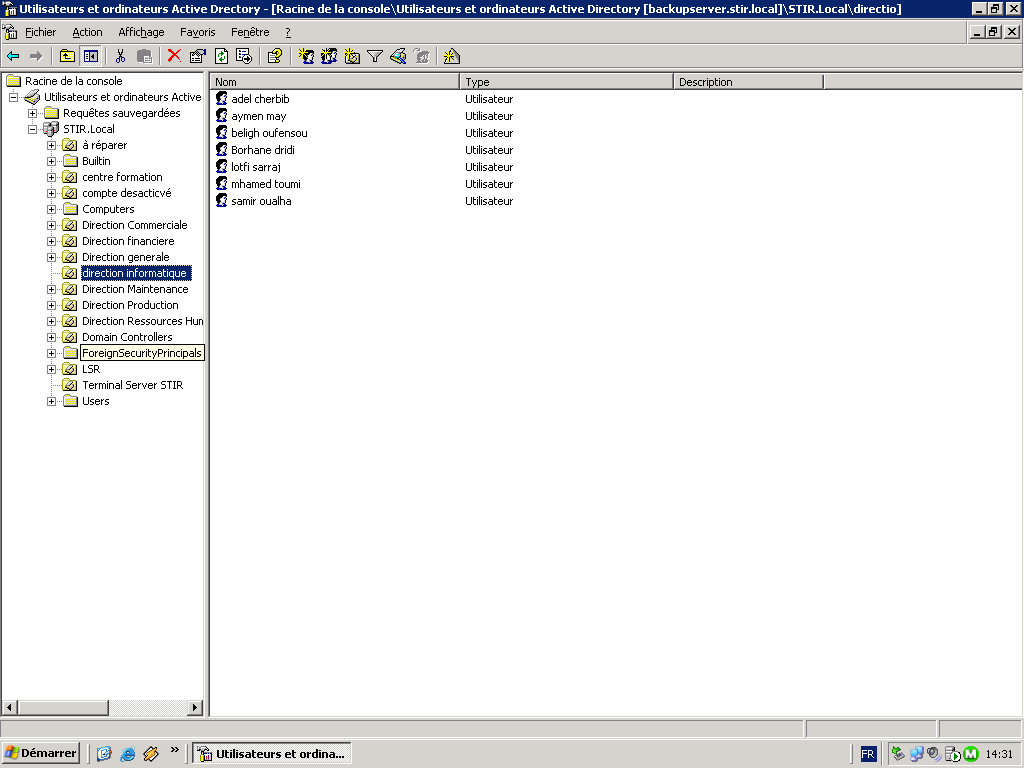 Utilisateurs et ordinateurs Active Drectory - [Racine de la console\Utilisateurs et ordinateurs Active Directory [backupserver.stir.local]\STIR.Local\directio]
Fichier Action Affichage Favoris Fenêtre ?
Racine de la console
Utilisateurs et ordinateurs Active
Requêtes sauvegardées
STIR.Local
à réparer
Builtin
centre formation
compte desacticvé
Computers
Direction Commerciale
Direction financiere
Direction generale
direction informatique
Direction Maintenance
Direction Production
Direction Ressources Hum
Domain Controllers
ForeignSecurityPrincipals
LSR
Terminal Server STIR
Users
Nom Type Description
adel cherbib Utilisateur
aymen may Utilisateur
beligh oufensou Utilisateur
Borhane dridi Utilisateur
lotfi sarraj Utilisateur
mhamed toumi Utilisateur
samir oualha Utilisateur
Démarrer » Utilisateurs et ordina... FR M 14:31